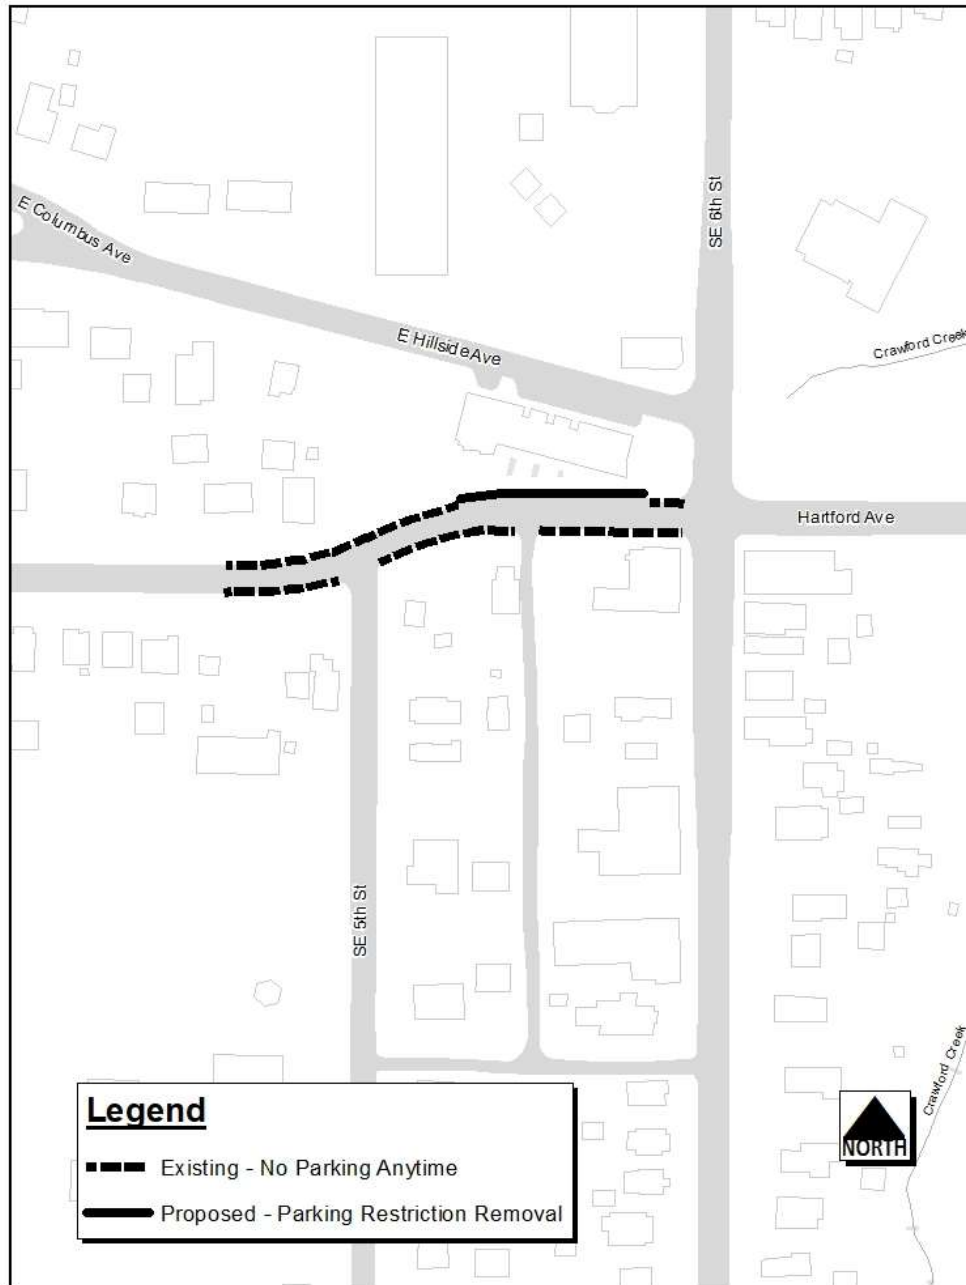 SE 6th St
E Columbus Ave
E Hillside Ave
Crawford Creek
Hartford Ave
SE 5th St
Crawford Creek
Legend
Existing - No Parking Anytime
Proposed - Parking Restriction Removal
NORTH